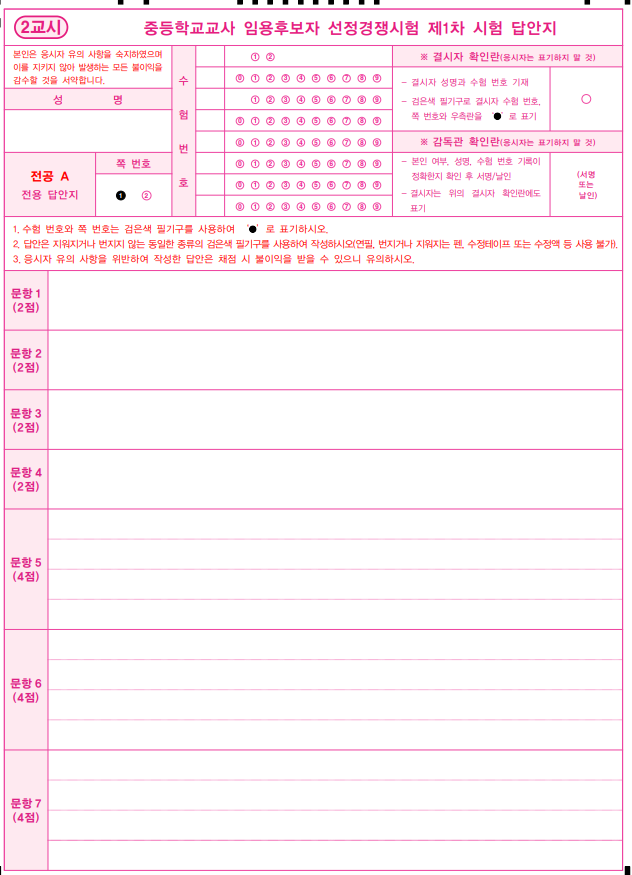 2교시
중등학교교사 임용후보자 선정경쟁시험 제1차 시험 답안지
본인은 응시자 유의 사항을 숙지하였으며
이를 지키지 않아 발생하는 모든 불이익을
감수할 것을 서약합니다.
성 명
전공 A
전용 답안지
쪽 번호
❶ ②
수
험
번
호
① ②
⓪ ① ② ③ ④ ⑤ ⑥ ⑦ ⑧ ⑨
① ② ③ ④ ⑤ ⑥ ⑦ ⑧ ⑨
⓪ ① ② ③ ④ ⑤ ⑥ ⑦ ⑧ ⑨
⓪ ① ② ③ ④ ⑤ ⑥ ⑦ ⑧ ⑨
⓪ ① ② ③ ④ ⑤ ⑥ ⑦ ⑧ ⑨
⓪ ① ② ③ ④ ⑤ ⑥ ⑦ ⑧ ⑨
⓪ ① ② ③ ④ ⑤ ⑥ ⑦ ⑧ ⑨
※ 결시자 확인란(응시자는 표기하지 말 것)
- 결시자 성명과 수험 번호 기재
- 검은색 필기구로 결시자 수험 번호,
쪽 번호와 우측란을 '●' 로 표기
○
※ 감독관 확인란(응시자는 표기하지 말 것)
- 본인 여부, 성명, 수험 번호 기록이
정확한지 확인 후 서명/날인
- 결시자는 위의 결시자 확인란에도
표기
(서명
또는
날인)
1. 수험 번호와 쪽 번호는 검은색 필기구를 사용하여 '●' 로 표기하시오.
2. 답안은 지워지거나 번지지 않는 동일한 종류의 검은색 필기구를 사용하여 작성하시오(연필, 번지거나 지워지는 펜, 수정테이프 또는 수정액 등 사용 불가).
3. 응시자 유의 사항을 위반하여 작성한 답안은 채점 시 불이익을 받을 수 있으니 유의하시오.
문항 1
(2점)
문항 2
(2점)
문항 3
(2점)
문항 4
(2점)
문항 5
(4점)
문항 6
(4점)
문항 7
(4점)